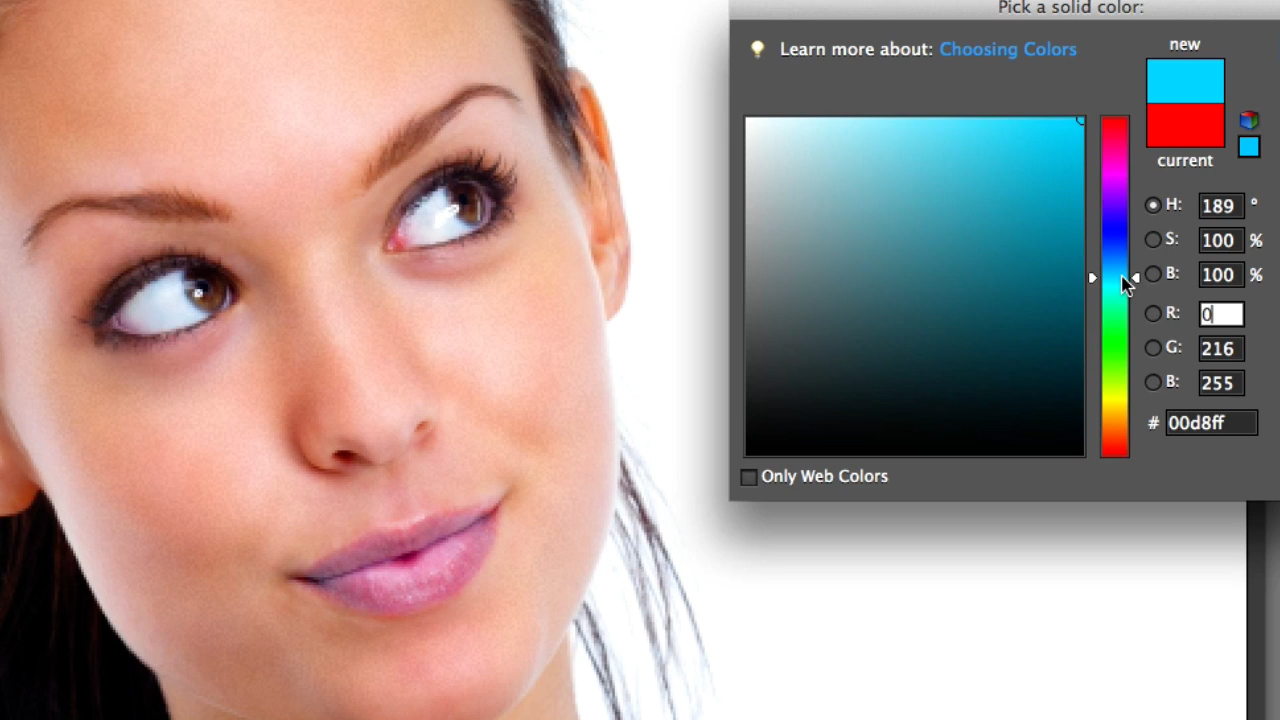 Pick a solid color:
Learn more about: Choosing Colors
new
current
H: 189 °
S: 100 %
B: 100 %
R: 0
G: 216
B: 255
# 00d8ff
Only Web Colors